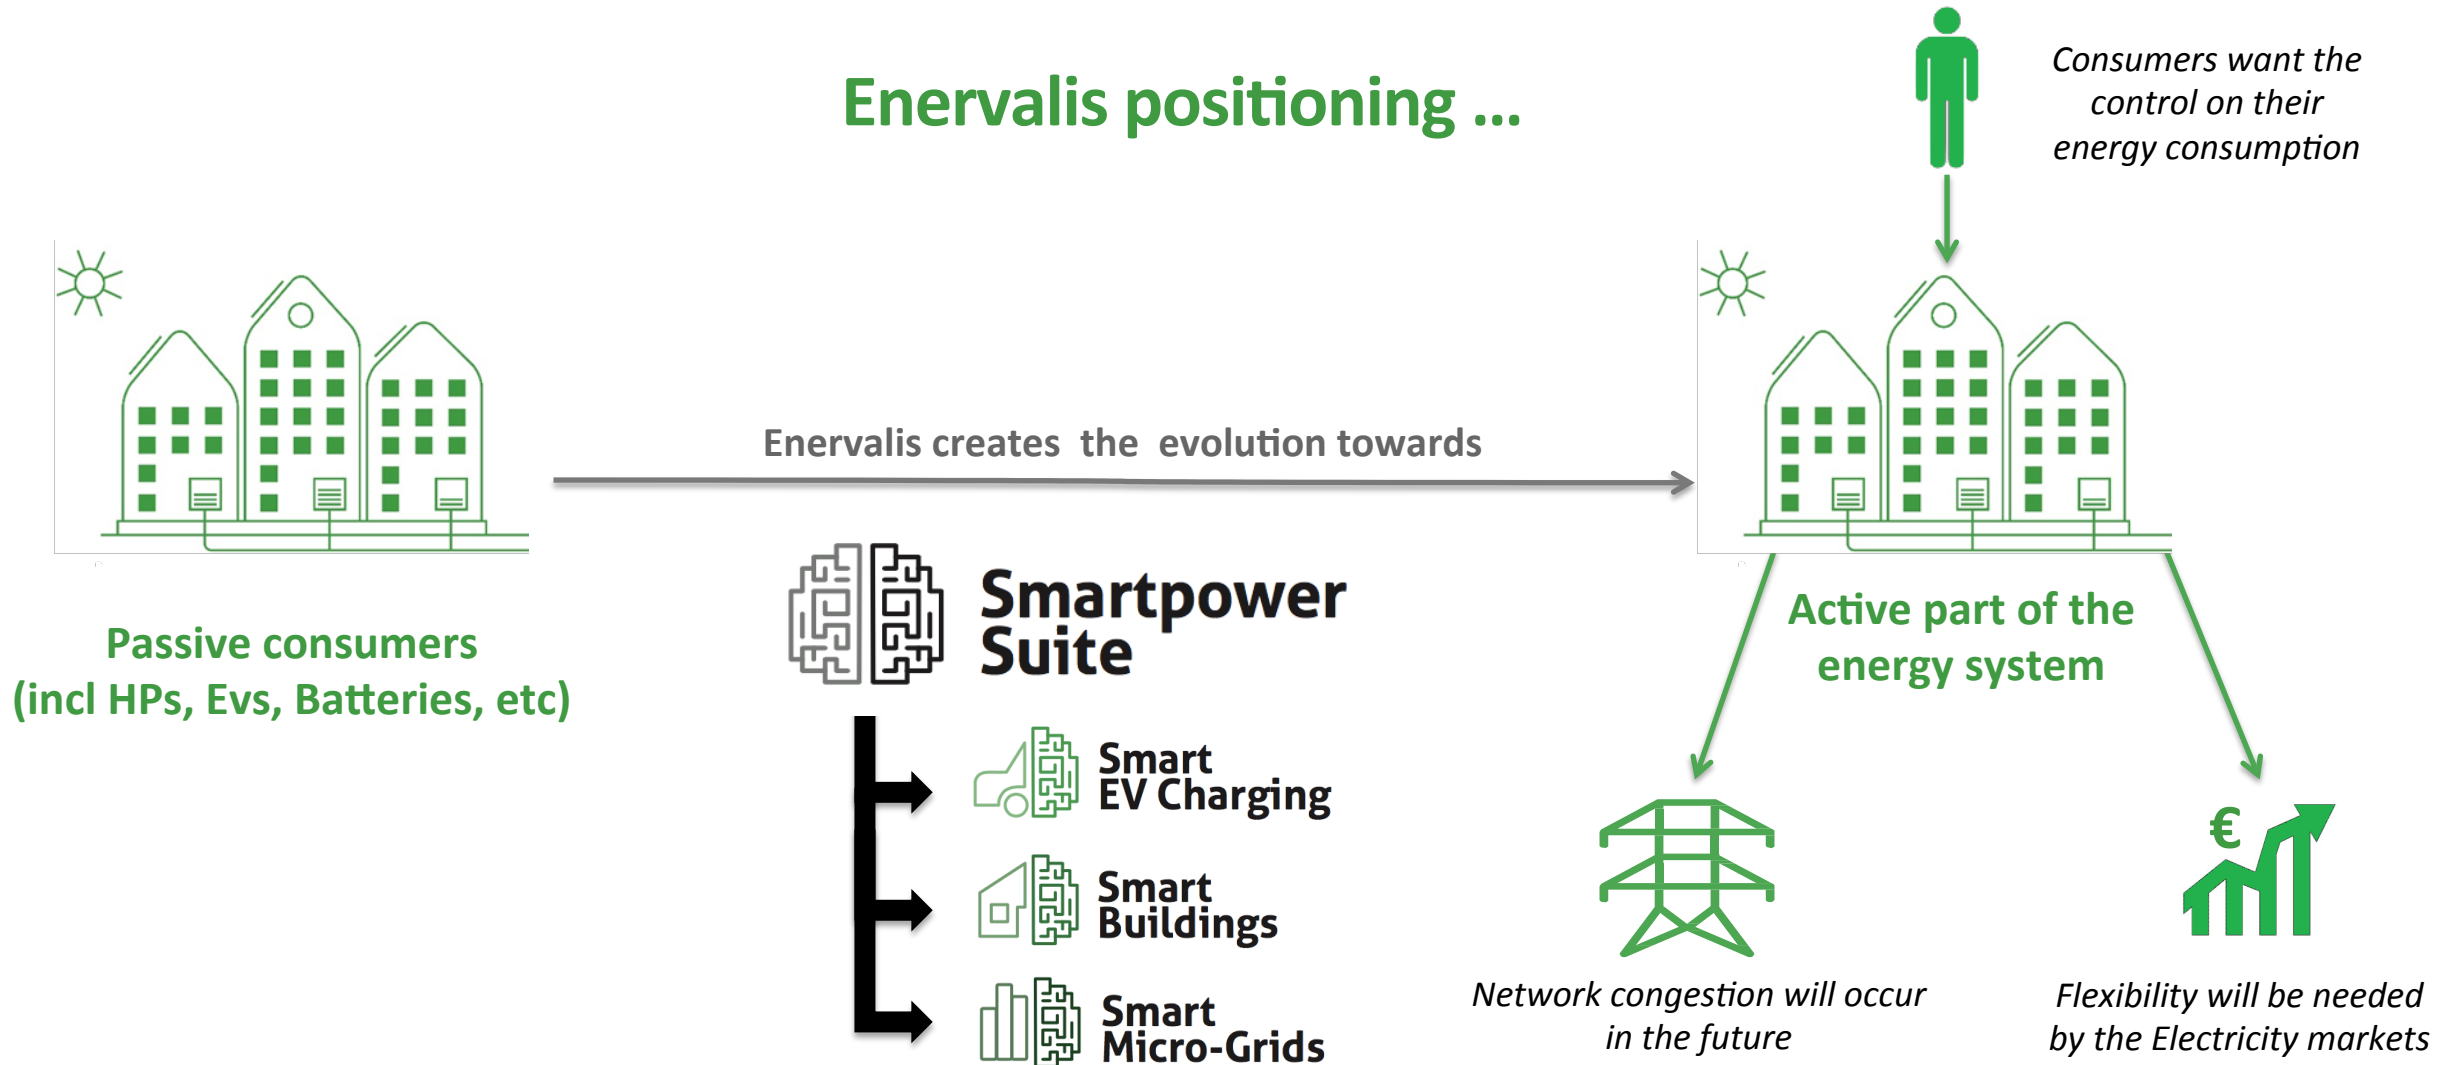 Enervalis positioning ...
Consumers want the
control on their
energy consumption
Enervalis creates the evolution towards
Passive consumers
(incl HPs, Evs, Batteries, etc)
Smartpower
Suite
Smart
EV Charging
Smart
Buildings
Smart
Micro-Grids
Active part of the
energy system
€
Network congestion will occur
in the future
Flexibility will be needed
by the Electricity markets